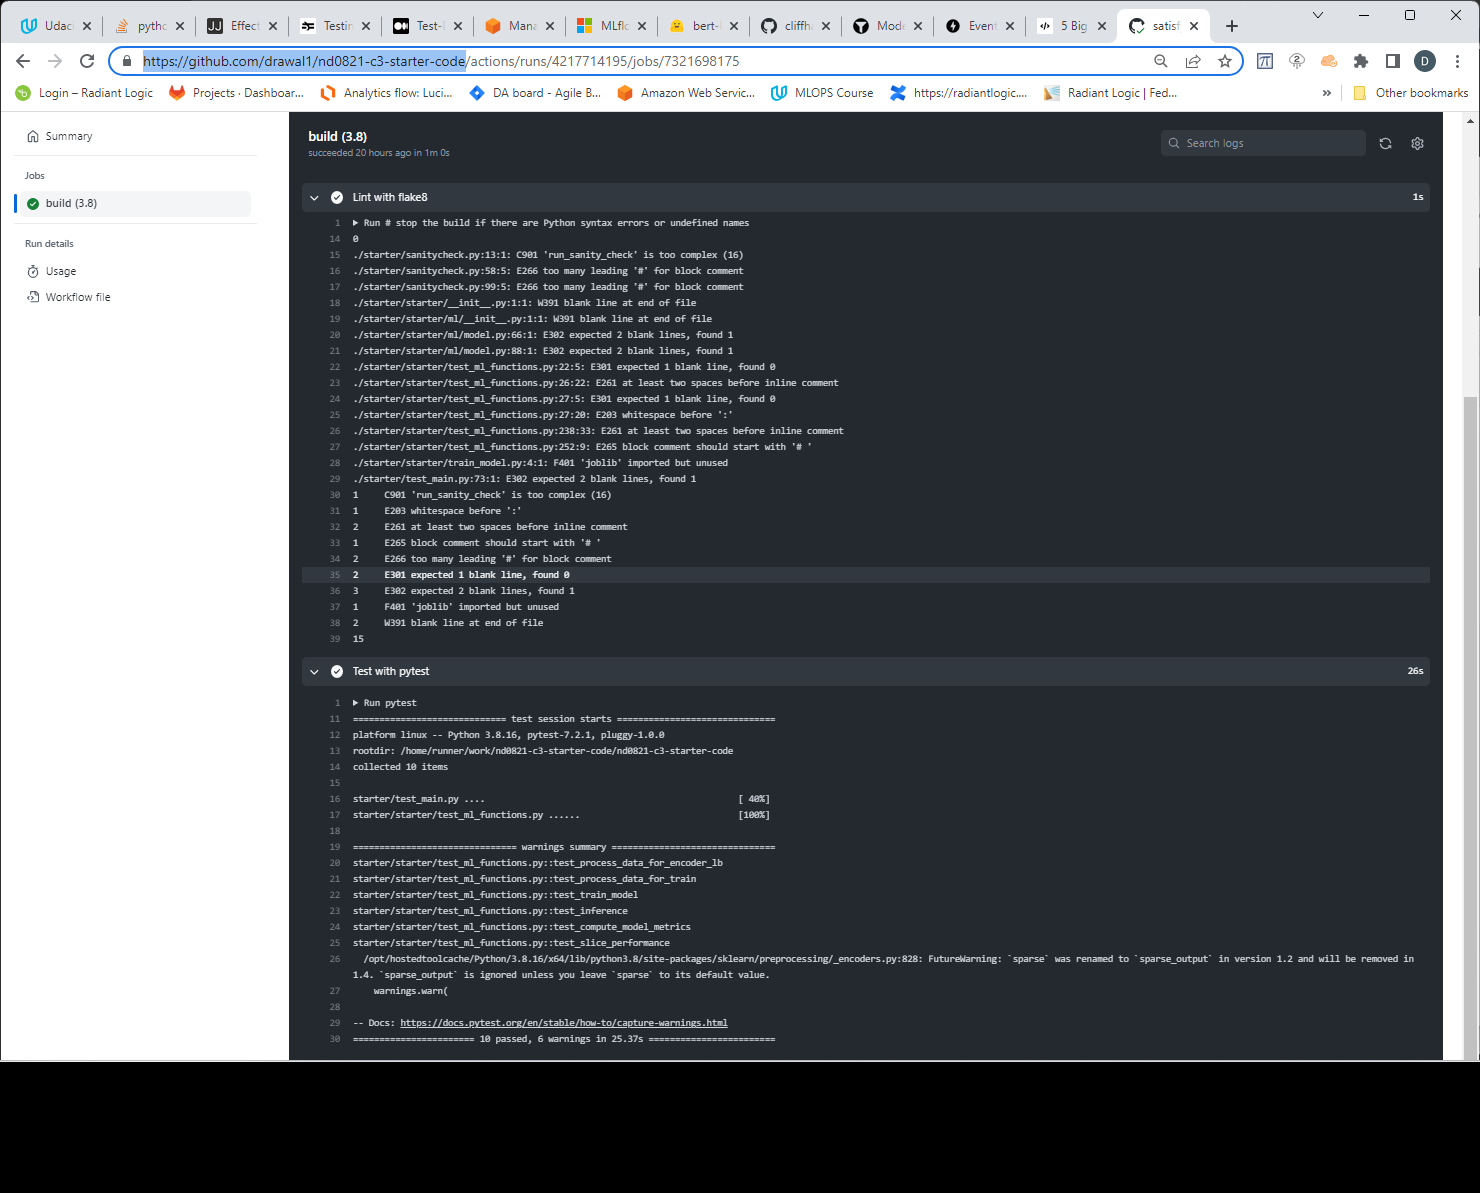 Udaci
pytho
Effect
Testin
Test-
Mana
MLflo
bert-
cliffh
Mode
Event
5 Big
satisf
https://github.com/drawal1/nd0821-c3-starter-code/actions/runs/4217714195/jobs/7321698175
D
Login – Radiant Logic
Projects · Dashboar...
Analytics flow: Luci...
DA board - Agile B...
Amazon Web Servic...
MLOPS Course
https://radiantlogic....
Radiant Logic | Fed...
»
Other bookmarks
Summary
Jobs
build (3.8)
Run details
Usage
Workflow file
build (3.8)
succeeded 20 hours ago in 1m 0s
Search logs
Lint with flake8 1s
1 Run # stop the build if there are Python syntax errors or undefined names
14 0
15 ./starter/sanitycheck.py:13:1: C901 'run_sanity_check' is too complex (16)
16 ./starter/sanitycheck.py:58:5: E266 too many leading '#' for block comment
17 ./starter/sanitycheck.py:99:5: E266 too many leading '#' for block comment
18 ./starter/starter/__init__.py:1:1: W391 blank line at end of file
19 ./starter/starter/ml/__init__.py:1:1: W391 blank line at end of file
20 ./starter/starter/ml/model.py:66:1: E302 expected 2 blank lines, found 1
21 ./starter/starter/ml/model.py:88:1: E302 expected 2 blank lines, found 1
22 ./starter/starter/test_ml_functions.py:22:5: E301 expected 1 blank line, found 0
23 ./starter/starter/test_ml_functions.py:26:22: E261 at least two spaces before inline comment
24 ./starter/starter/test_ml_functions.py:27:5: E301 expected 1 blank line, found 0
25 ./starter/starter/test_ml_functions.py:27:20: E203 whitespace before ':'
26 ./starter/starter/test_ml_functions.py:238:33: E261 at least two spaces before inline comment
27 ./starter/starter/test_ml_functions.py:252:9: E265 block comment should start with '# '
28 ./starter/starter/train_model.py:4:1: F401 'joblib' imported but unused
29 ./starter/test_main.py:73:1: E302 expected 2 blank lines, found 1
30 1 C901 'run_sanity_check' is too complex (16)
31 1 E203 whitespace before ':'
32 2 E261 at least two spaces before inline comment
33 1 E265 block comment should start with '# '
34 2 E266 too many leading '#' for block comment
35 2 E301 expected 1 blank line, found 0
36 3 E302 expected 2 blank lines, found 1
37 1 F401 'joblib' imported but unused
38 2 W391 blank line at end of file
39 15
Test with pytest 26s
1 Run pytest
11 ============================= test session starts ==============================
12 platform linux -- Python 3.8.16, pytest-7.2.1, pluggy-1.0.0
13 rootdir: /home/runner/work/nd0821-c3-starter-code/nd0821-c3-starter-code
14 collected 10 items
15
16 starter/test_main.py .... [ 40%]
17 starter/starter/test_ml_functions.py ...... [100%]
18
19 =============================== warnings summary ===============================
20 starter/starter/test_ml_functions.py::test_process_data_for_encoder_lb
21 starter/starter/test_ml_functions.py::test_process_data_for_train
22 starter/starter/test_ml_functions.py::test_train_model
23 starter/starter/test_ml_functions.py::test_inference
24 starter/starter/test_ml_functions.py::test_compute_model_metrics
25 starter/starter/test_ml_functions.py::test_slice_performance
26 /opt/hostedtoolcache/Python/3.8.16/x64/lib/python3.8/site-packages/sklearn/preprocessing/_encoders.py:828: FutureWarning: `sparse` was renamed to `sparse_output` in version 1.2 and will be removed in
1.4. `sparse_output` is ignored unless you leave `sparse` to its default value.
27 warnings.warn(
28
29 -- Docs: https://docs.pytest.org/en/stable/how-to/capture-warnings.html
30 ======================= 10 passed, 6 warnings in 25.37s ========================